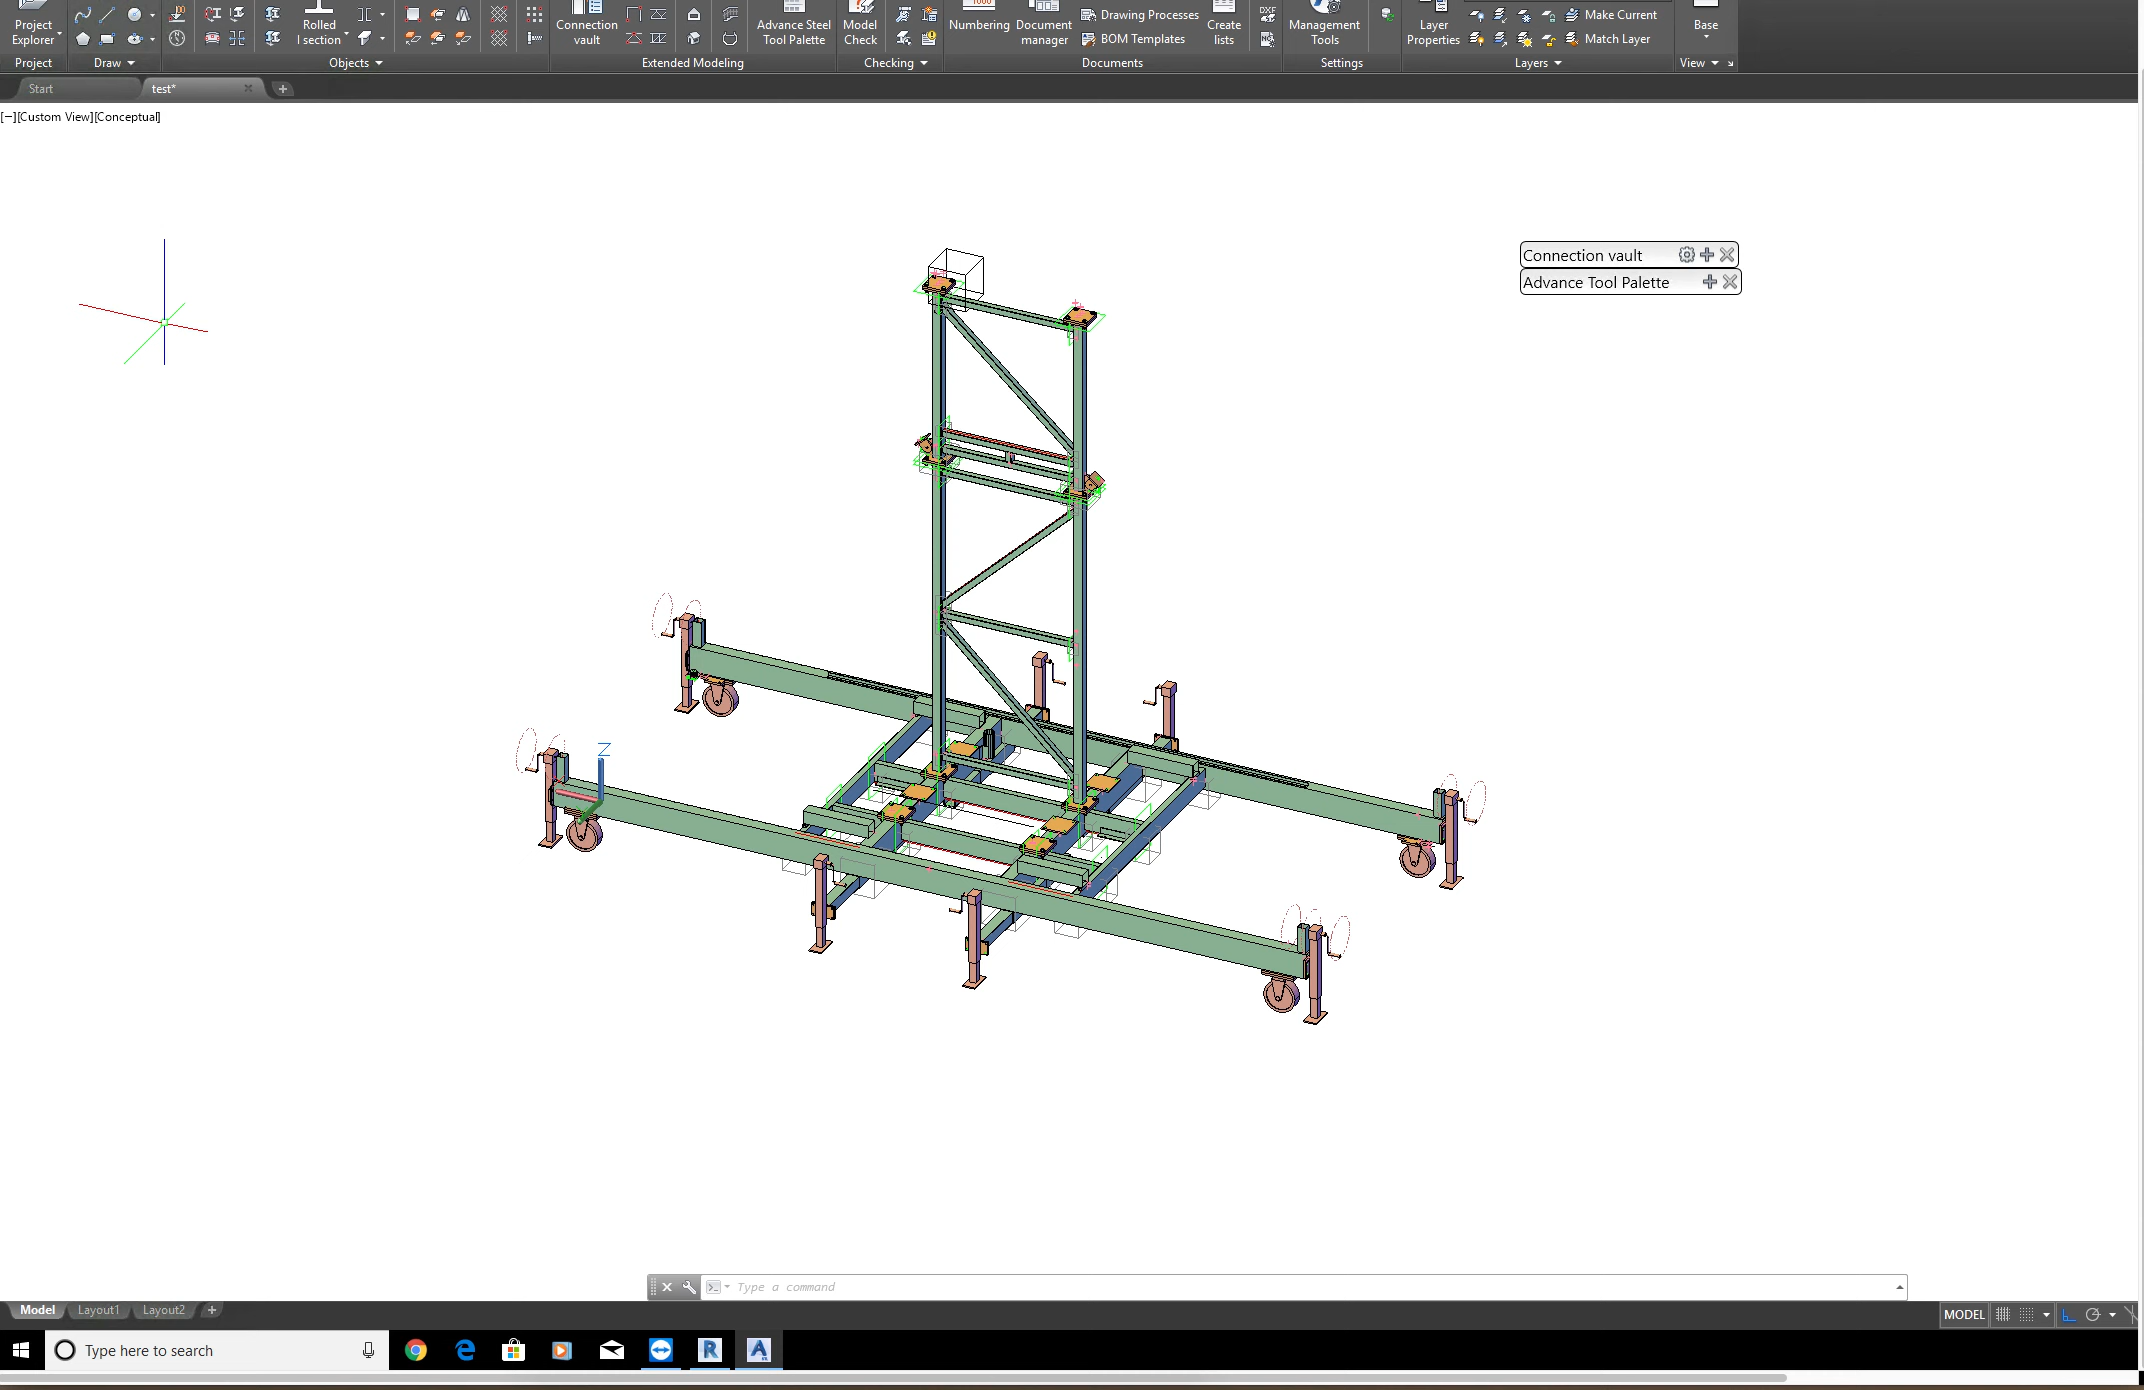 Project
Explorer
Rolled
I section
Connection
vault
Advance Steel
Tool Palette
Model
Check
Numbering
Document
manager
Drawing Processes
BOM Templates
Create
lists
DXF
NC
Management
Tools
Layer
Properties
Make Current
Match Layer
Base
Project
Draw
Objects
Extended Modeling
Checking
Documents
Settings
Layers
View
Start
test*
[−][Custom View][Conceptual]
Connection vault
Advance Tool Palette
Z
Type a command
Model
Layout1
Layout2
MODEL
Type here to search